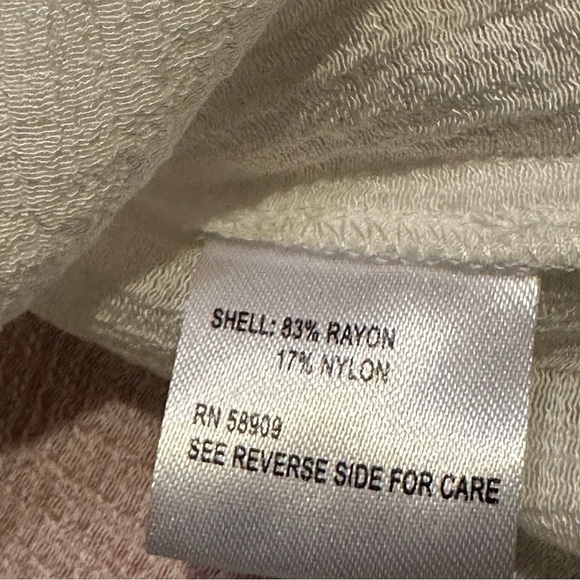 SHELL: 83% RAYON
17% NYLON
RN 58909
SEE REVERSE SIDE FOR CARE